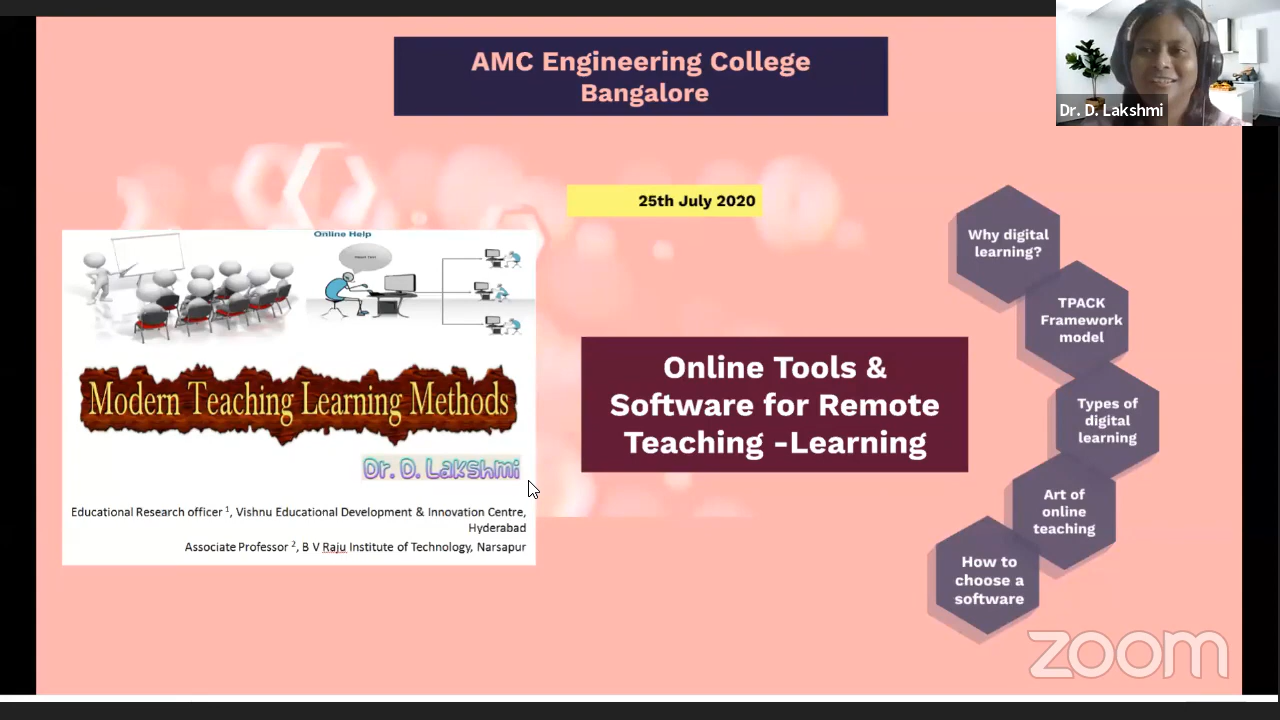 AMC Engineering College
Bangalore
Dr. D. Lakshmi
25th July 2020
Online Help
Modern Teaching Learning Methods
Dr. D. Lakshmi
Educational Research officer 1, Vishnu Educational Development & Innovation Centre,
Hyderabad
Associate Professor 2, B V Raju Institute of Technology, Narsapur
Online Tools &
Software for Remote
Teaching -Learning
Why digital
learning?
TPACK
Framework
model
Types of
digital
learning
Art of
online
teaching
How to
choose a
software
zoom